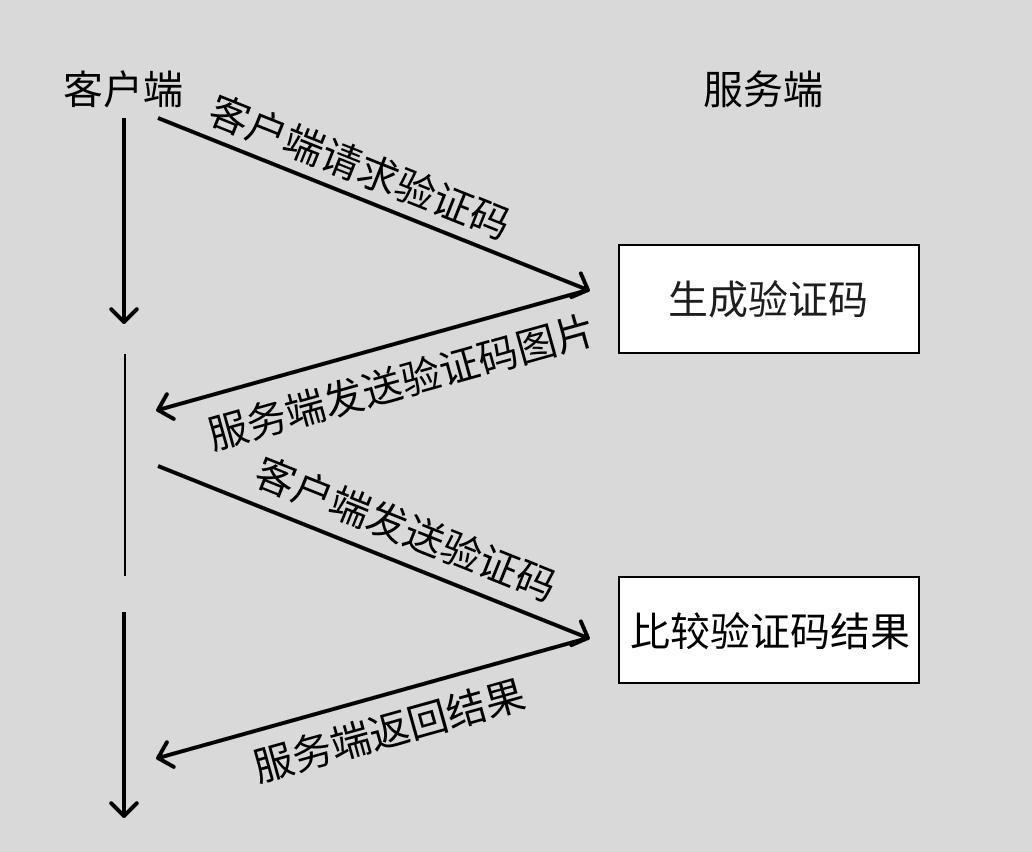 客户端
服务端
客户端请求验证码
生成验证码
服务端发送验证码图片
客户端发送验证码
比较验证码结果
服务端返回结果